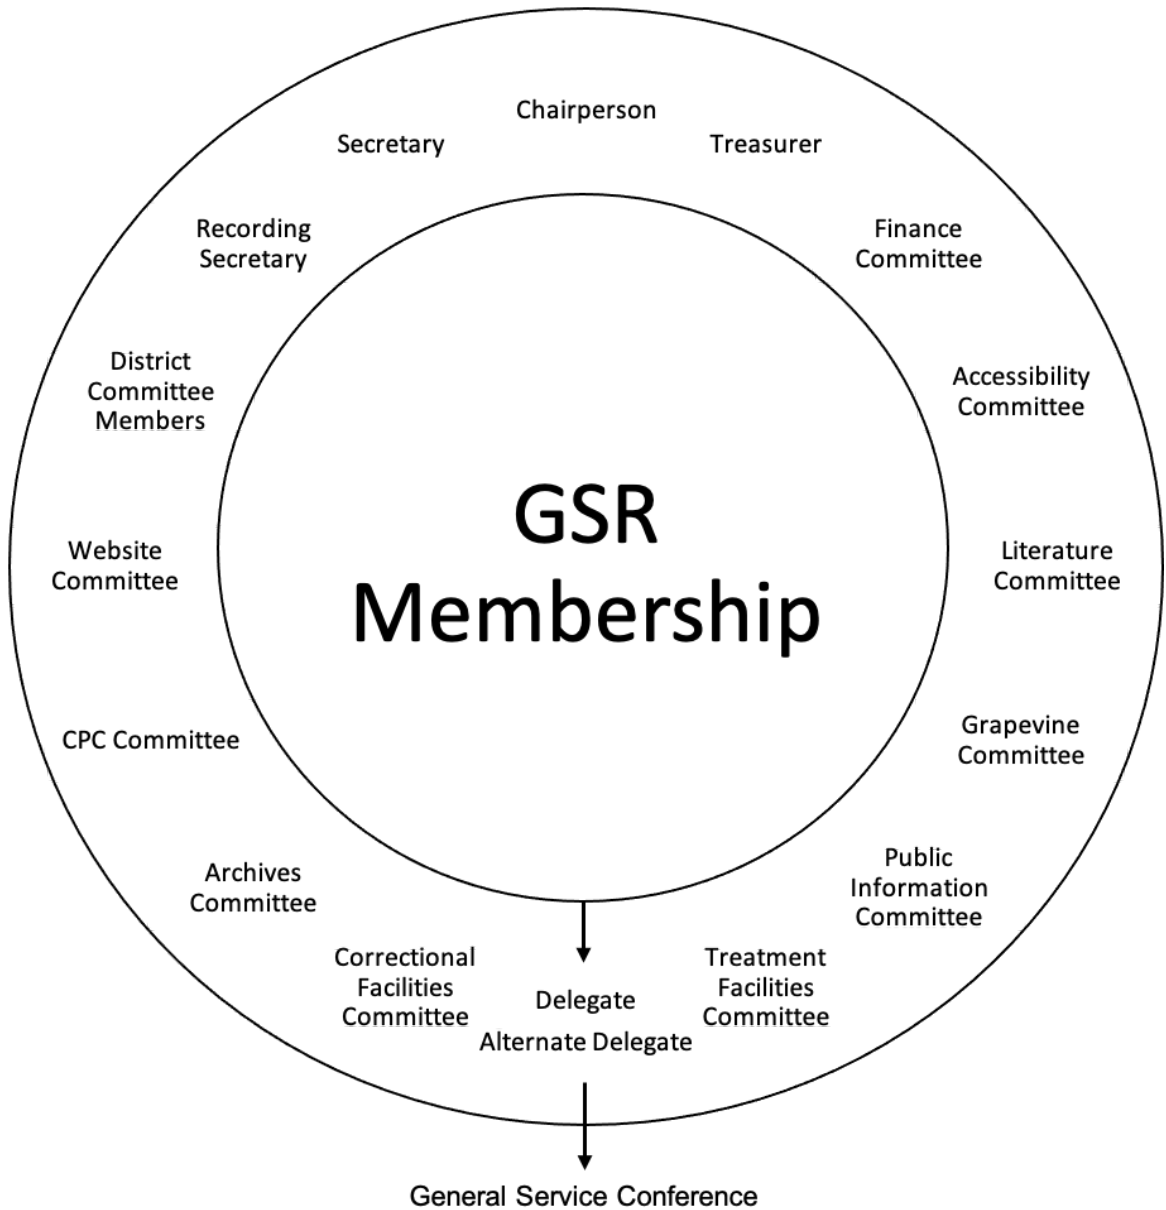 Chairperson
Secretary
Treasurer
Recording
Secretary
Finance
Committee
District
Committee
Members
Accessibility
Committee
GSR
Membership
Website
Committee
Literature
Committee
CPC Committee
Grapevine
Committee
Archives
Committee
Public
Information
Committee
Correctional
Facilities
Committee
Delegate
Alternate Delegate
Treatment
Facilities
Committee
General Service Conference